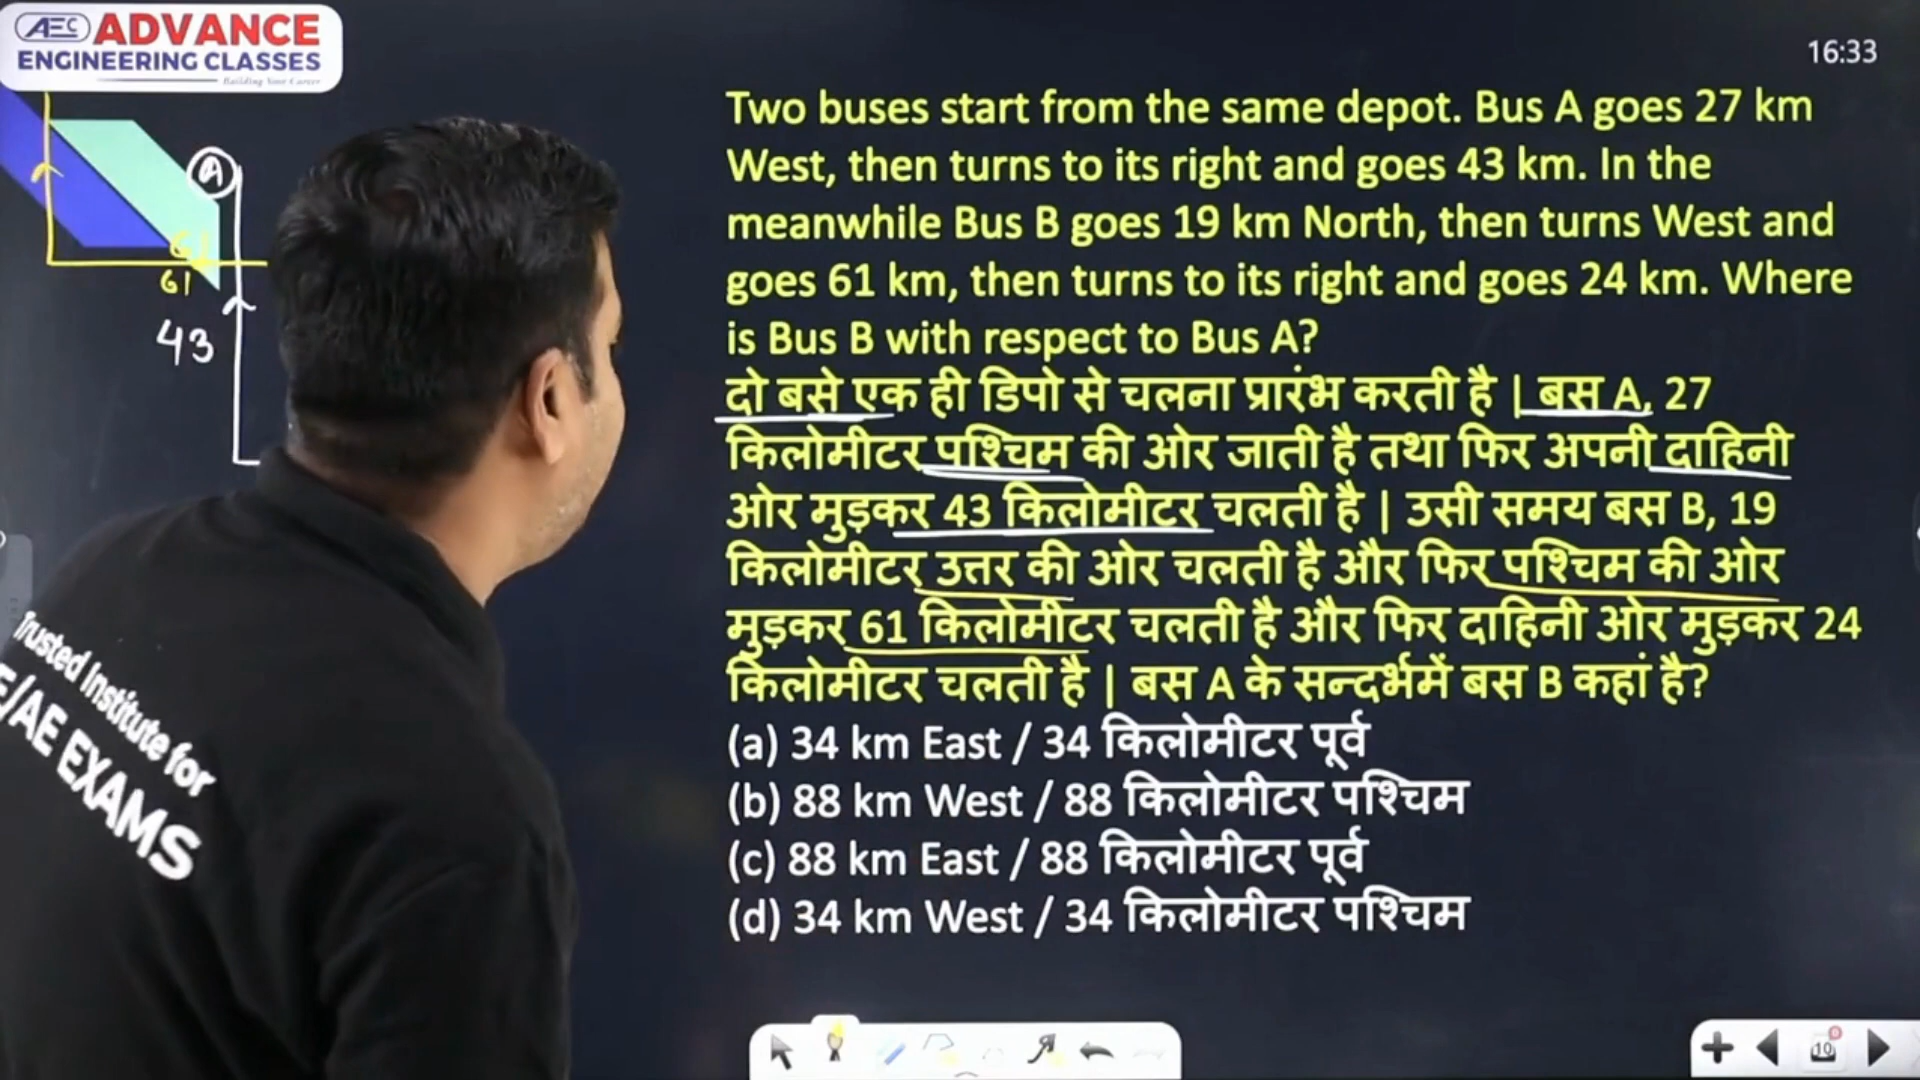 AEC ADVANCE
ENGINEERING CLASSES
Building Your Career
16:33
Two buses start from the same depot. Bus A goes 27 km
West, then turns to its right and goes 43 km. In the
meanwhile Bus B goes 19 km North, then turns West and
goes 61 km, then turns to its right and goes 24 km. Where
is Bus B with respect to Bus A?
दो बसे एक ही डिपो से चलना प्रारंभ करती है | बस A, 27
किलोमीटर पश्चिम की ओर जाती है तथा फिर अपनी दाहिनी
ओर मुड़कर 43 किलोमीटर चलती है | उसी समय बस B, 19
किलोमीटर उत्तर की ओर चलती है और फिर पश्चिम की ओर
मुड़कर 61 किलोमीटर चलती है और फिर दाहिनी ओर मुड़कर 24
किलोमीटर चलती है | बस A के सन्दर्भमें बस B कहां है?
(a) 34 km East / 34 किलोमीटर पूर्व
(b) 88 km West / 88 किलोमीटर पश्चिम
(c) 88 km East / 88 किलोमीटर पूर्व
(d) 34 km West / 34 किलोमीटर पश्चिम
A
61
61
43
Trusted Institute for
E/AE EXAMS
10